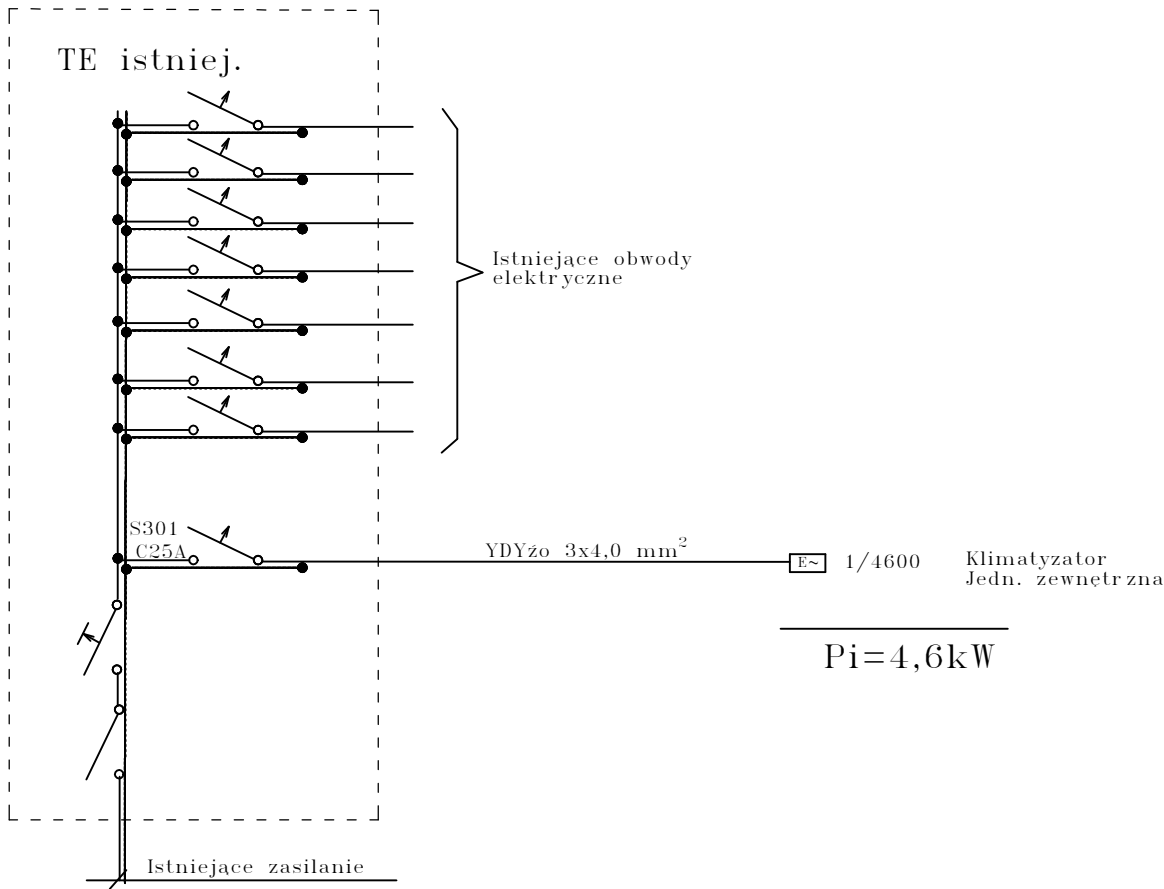 TE istniej.
Istniejące obwody
elektryczne
S301
C25A
YDYżo 3x4,0 mm²
E~
1/4600
Klimatyzator
Jedn. zewnętrzna
Pi=4,6kW
Istniejące zasilanie